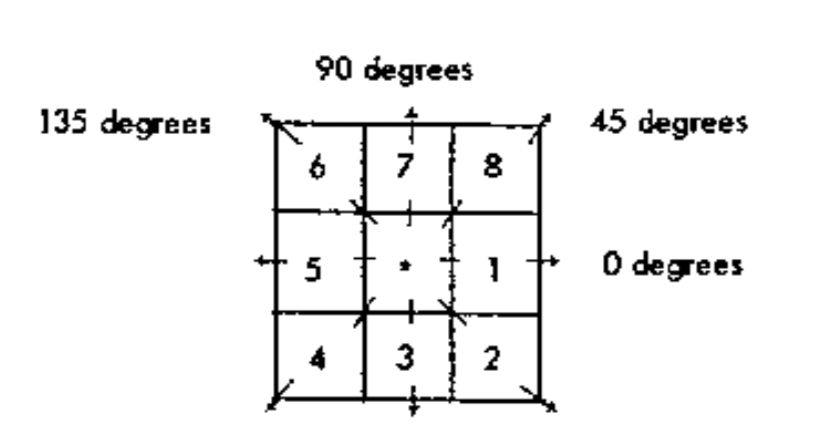 90 degrees
135 degrees
45 degrees
6 7 8
5 * 1
0 degrees
4 3 2